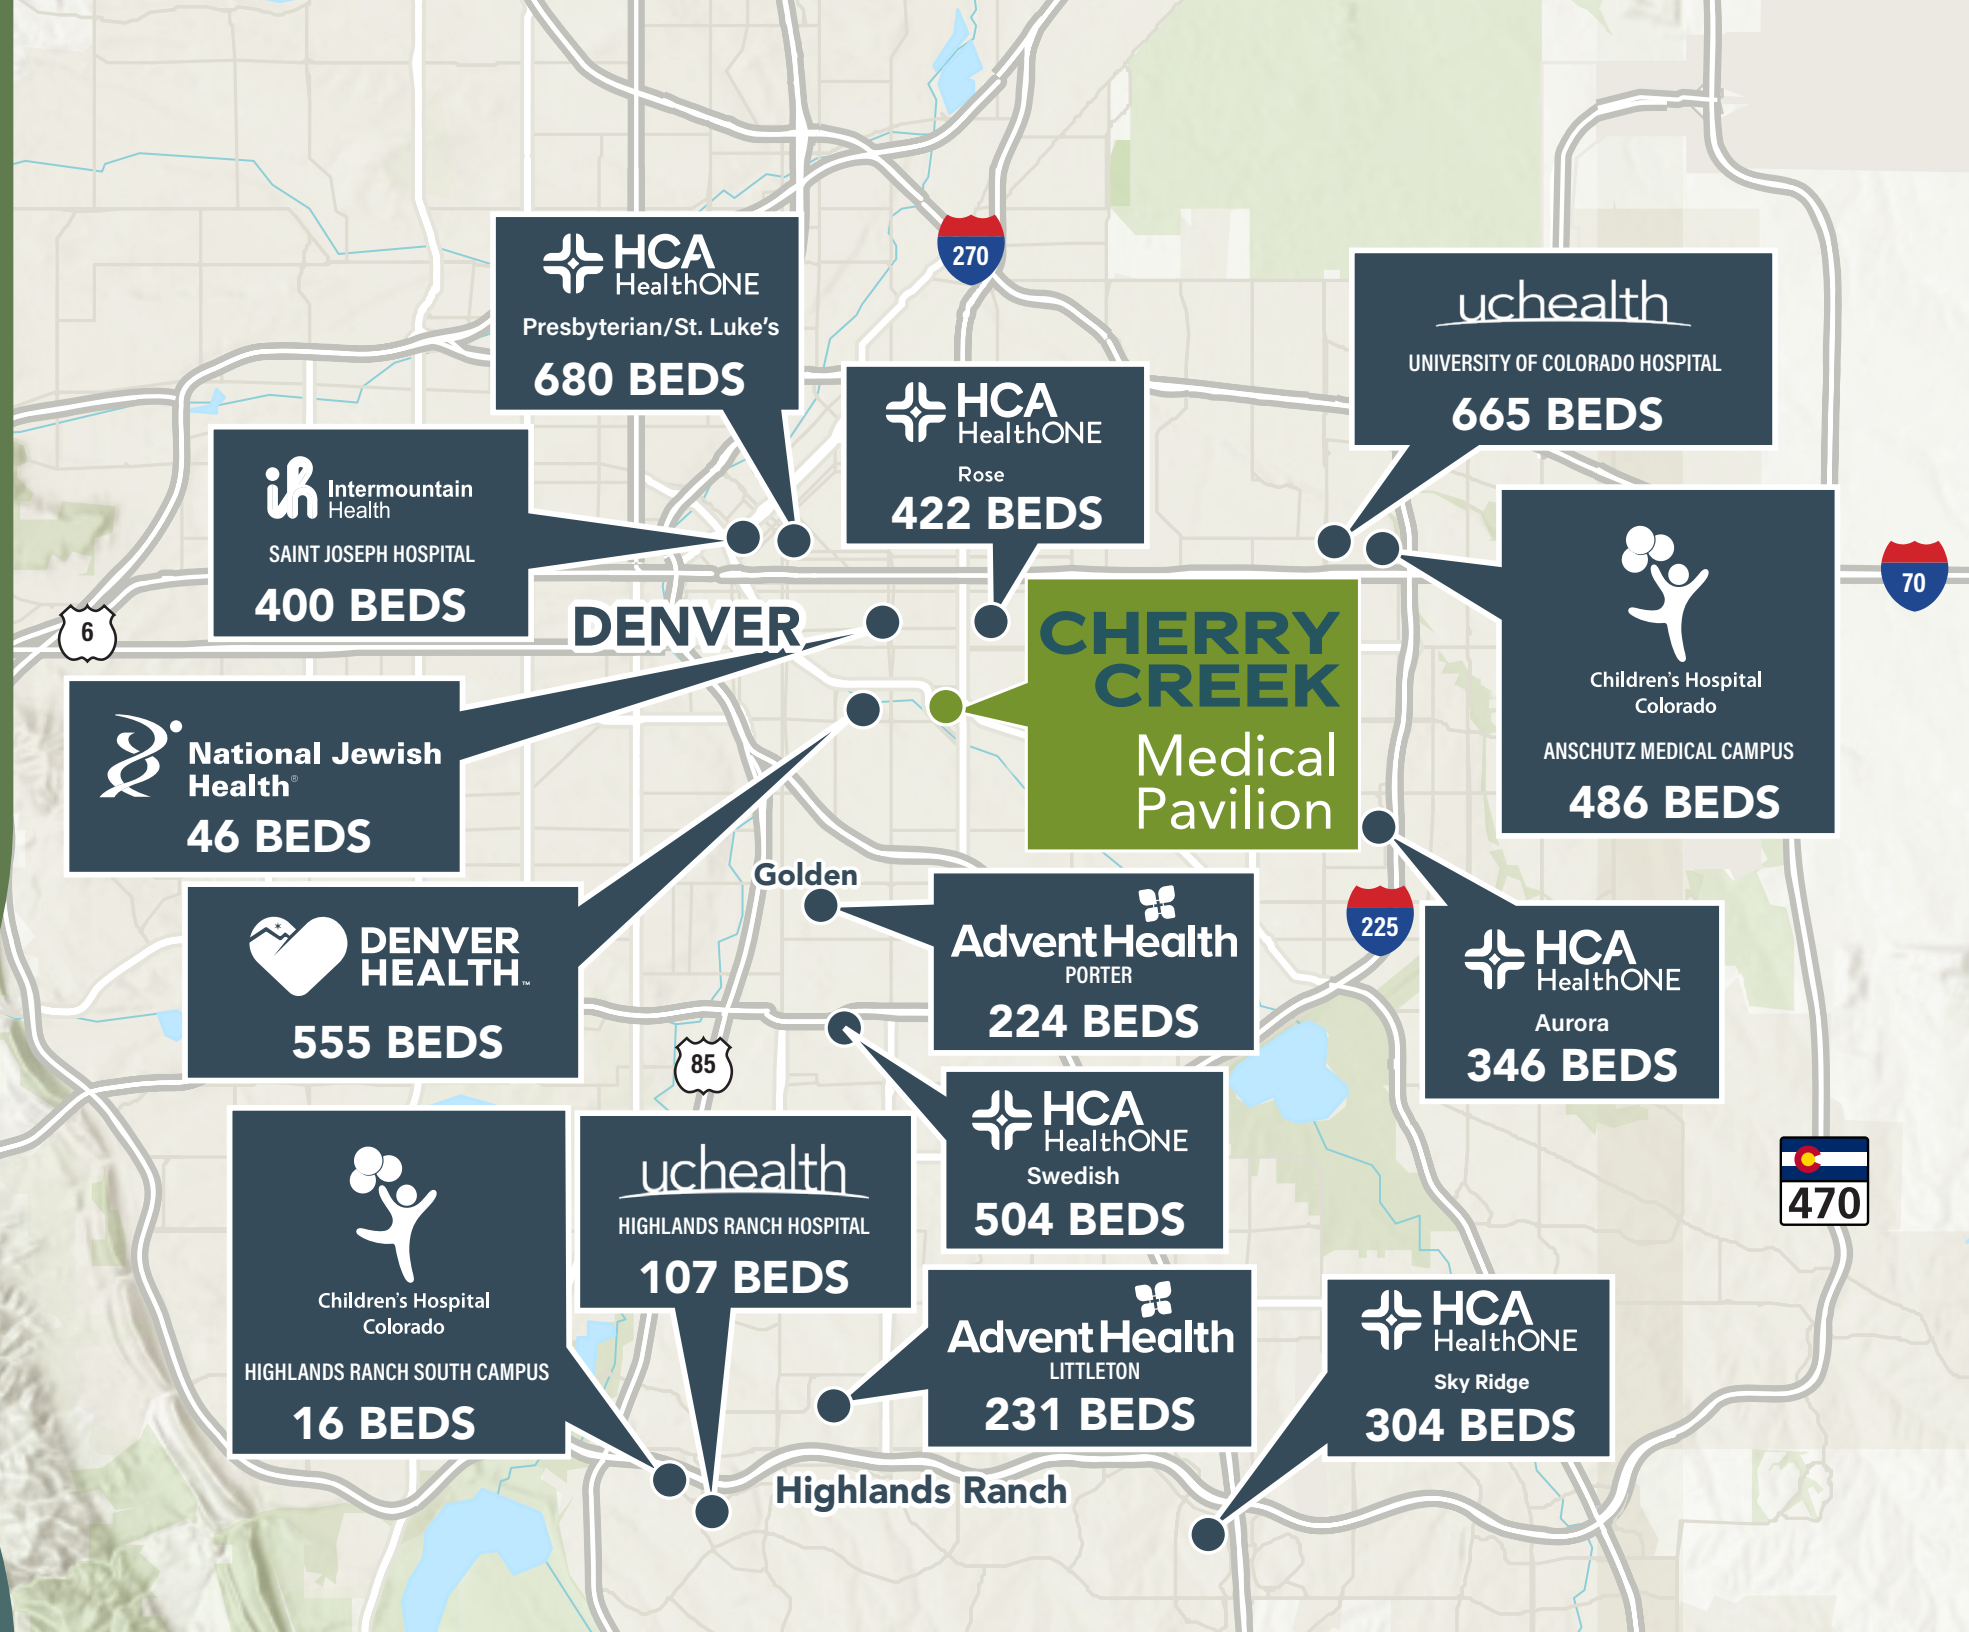 270
HCA
HealthONE
Presbyterian/St. Luke's
680 BEDS
uchealth
UNIVERSITY OF COLORADO HOSPITAL
665 BEDS
HCA
HealthONE
Rose
422 BEDS
ih Intermountain
Health
SAINT JOSEPH HOSPITAL
400 BEDS
Children's Hospital
Colorado
ANSCHUTZ MEDICAL CAMPUS
486 BEDS
70
6
DENVER
CHERRY
CREEK
Medical
Pavilion
National Jewish
Health®
46 BEDS
Golden
DENVER
HEALTH™
555 BEDS
AdventHealth
PORTER
224 BEDS
225
HCA
HealthONE
Aurora
346 BEDS
85
HCA
HealthONE
Swedish
504 BEDS
Children's Hospital
Colorado
HIGHLANDS RANCH SOUTH CAMPUS
16 BEDS
uchealth
HIGHLANDS RANCH HOSPITAL
107 BEDS
470
AdventHealth
LITTLETON
231 BEDS
HCA
HealthONE
Sky Ridge
304 BEDS
Highlands Ranch